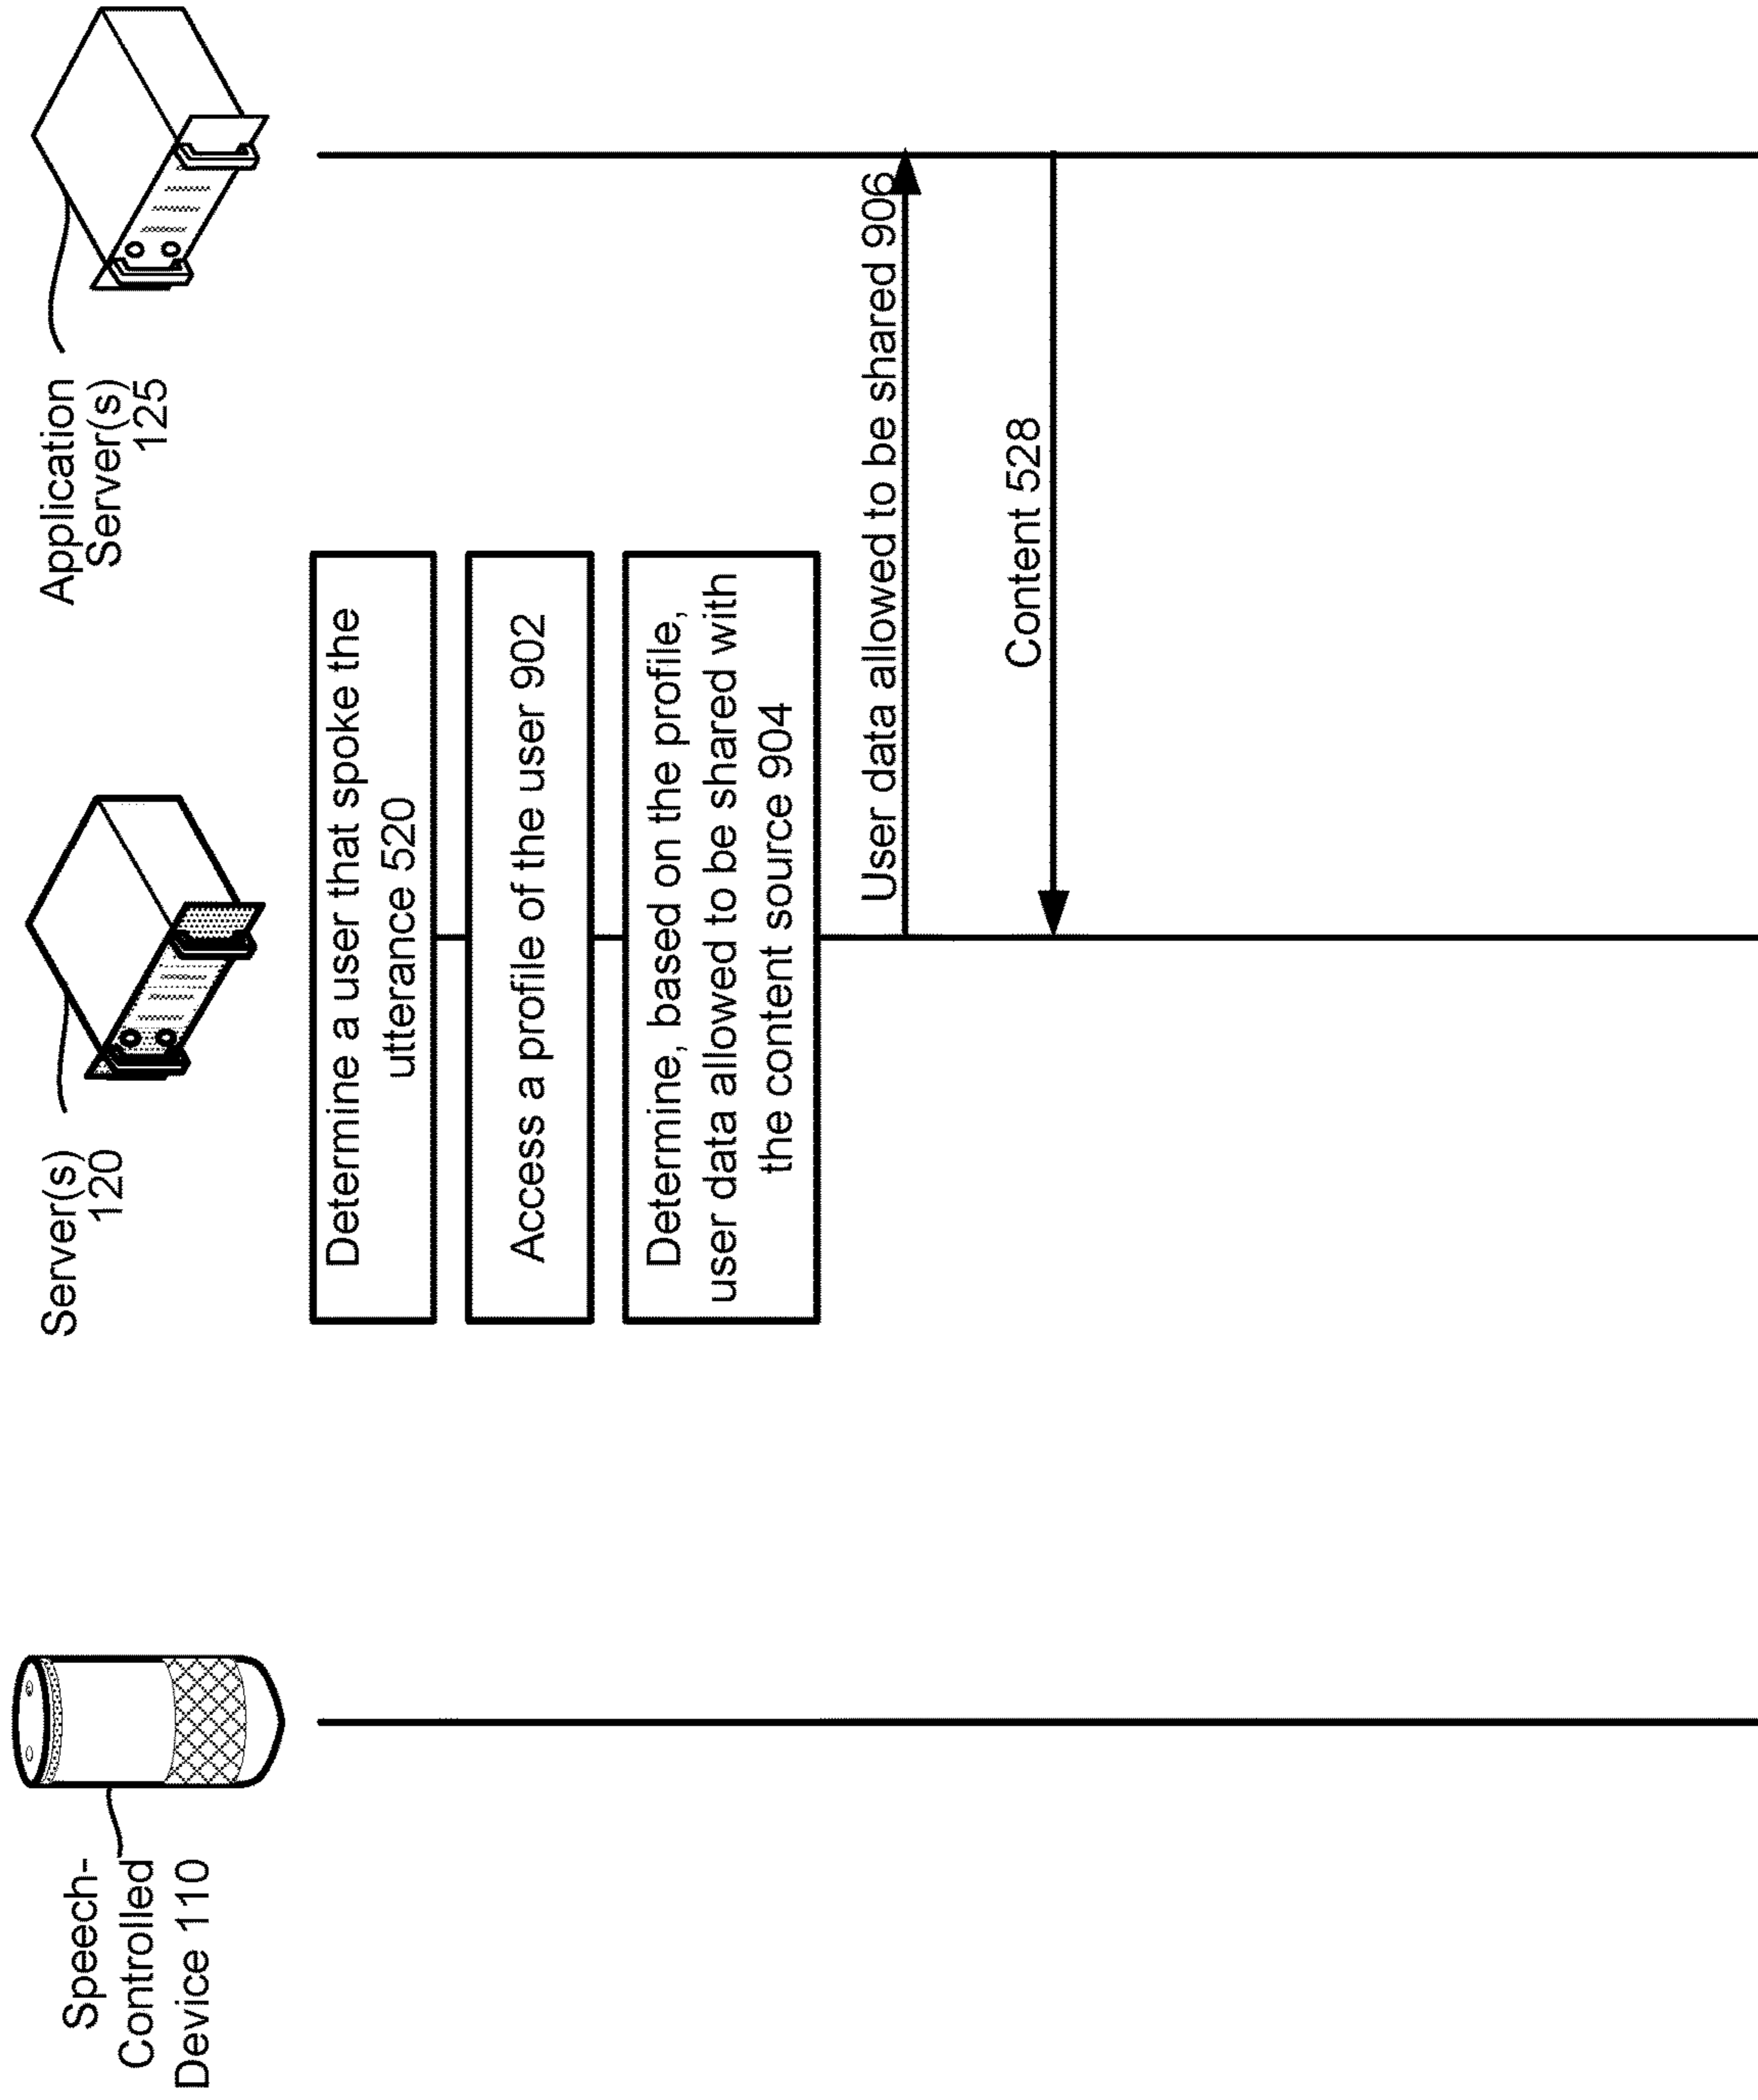 Speech-
Controlled
Device 110
Server(s)
120
Application
Server(s)
125
Determine a user that spoke the
utterance 520
Access a profile of the user 902
Determine, based on the profile,
user data allowed to be shared with
the content source 904
User data allowed to be shared 906
Content 528